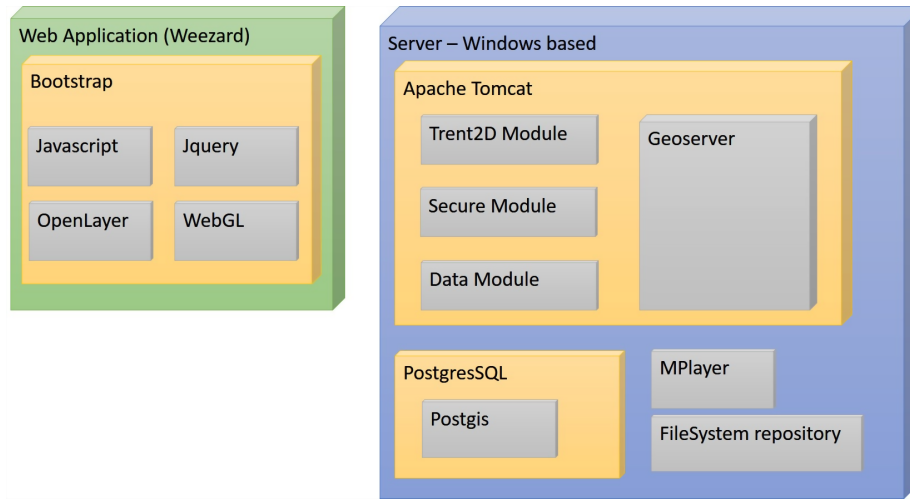 Web Application (Weezard)
Bootstrap
Javascript
Jquery
OpenLayer
WebGL
Server – Windows based
Apache Tomcat
Trent2D Module
Secure Module
Data Module
Geoserver
PostgresSQL
Postgis
MPlayer
FileSystem repository